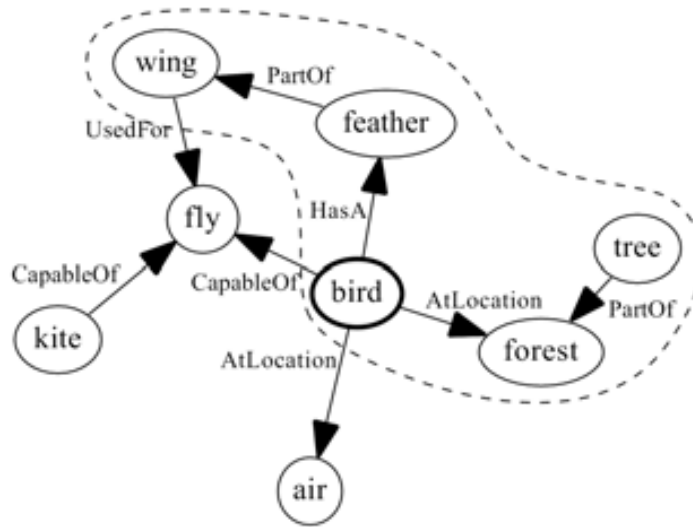 wing
PartOf
feather
UsedFor
HasA
fly
tree
CapableOf
CapableOf
bird
AtLocation
PartOf
kite
forest
AtLocation
air